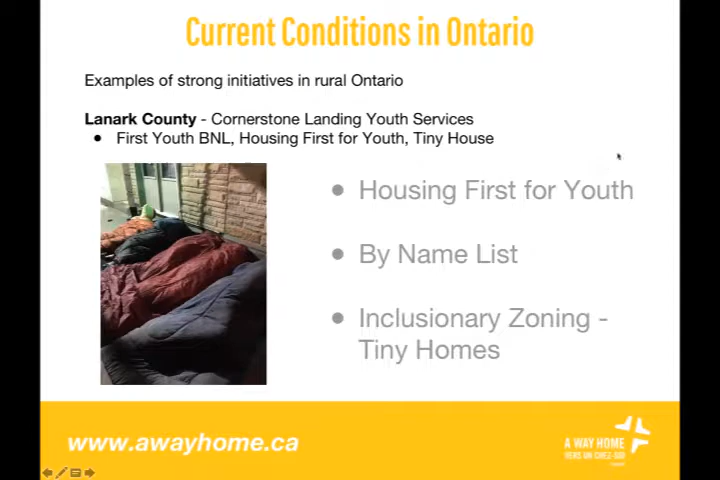 Current Conditions in Ontario
Examples of strong initiatives in rural Ontario
Lanark County - Cornerstone Landing Youth Services
● First Youth BNL, Housing First for Youth, Tiny House
● Housing First for Youth
● By Name List
● Inclusionary Zoning -
Tiny Homes
www.awayhome.ca
A WAY HOME
VERS UN CHEZ-SOI